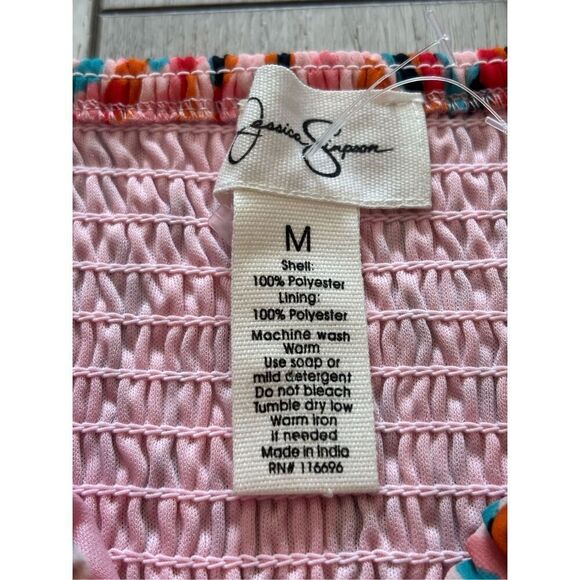 Jessica Simpson
M
Shell:
100% Polyester
Lining:
100% Polyester
Machine wash
Warm
Use soap or
mild detergent
Do not bleach
Tumble dry low
Warm iron
if needed
Made in India
RN# 116696